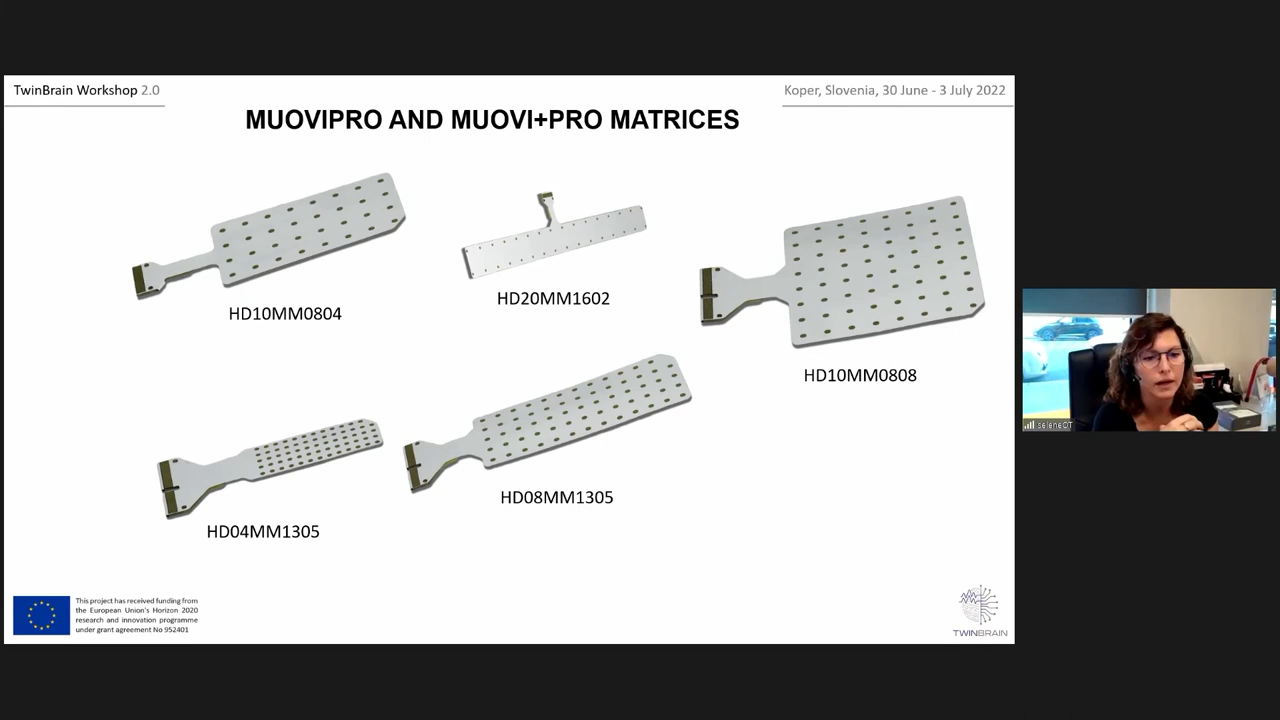 TwinBrain Workshop 2.0
Koper, Slovenia, 30 June - 3 July 2022
MUOVIPRO AND MUOVI+PRO MATRICES
HD10MM0804
HD20MM1602
HD10MM0808
HD04MM1305
HD08MM1305
This project has received funding from
the European Union's Horizon 2020
research and innovation programme
under grant agreement No 952401
TWINBRAIN
seleneOT